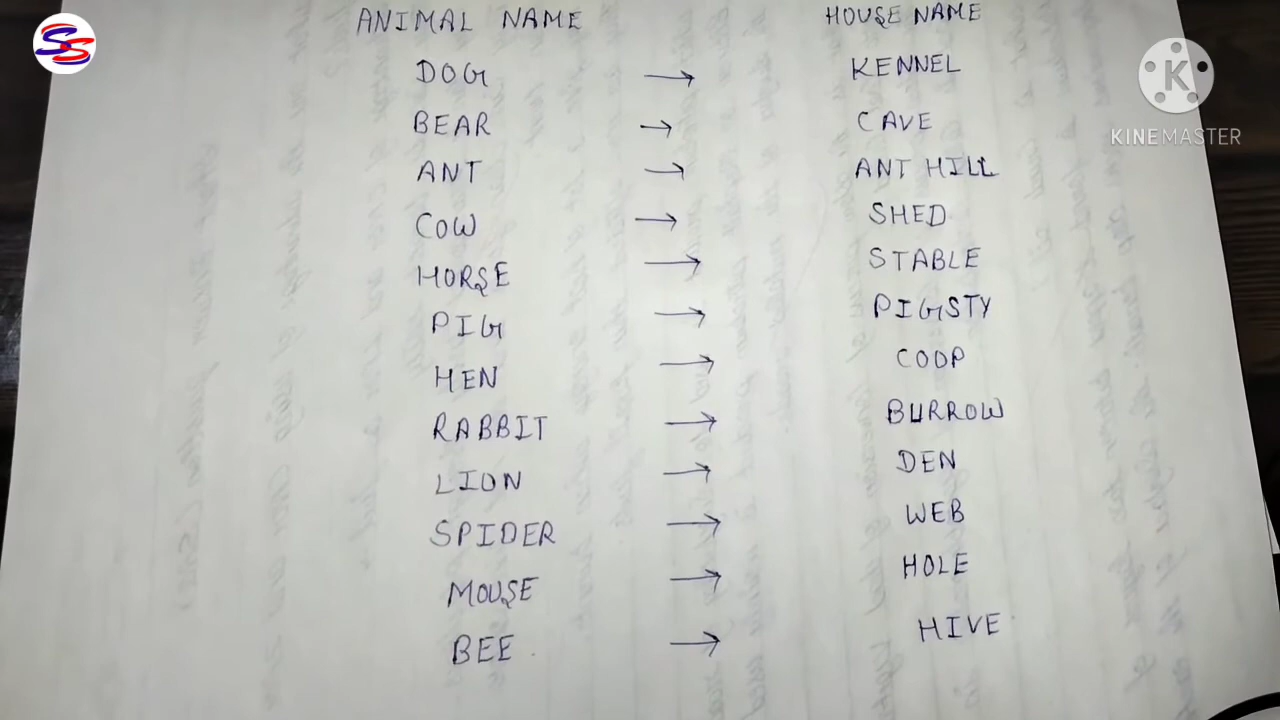 ANIMAL NAME HOUSE NAME
DOG → KENNEL
BEAR → CAVE
ANT → ANT HILL
COW → SHED
HORSE → STABLE
PIG → PIGSTY
HEN → COOP
RABBIT → BURROW
LION → DEN
SPIDER → WEB
MOUSE → HOLE
BEE → HIVE
SS
K
KINEMASTER